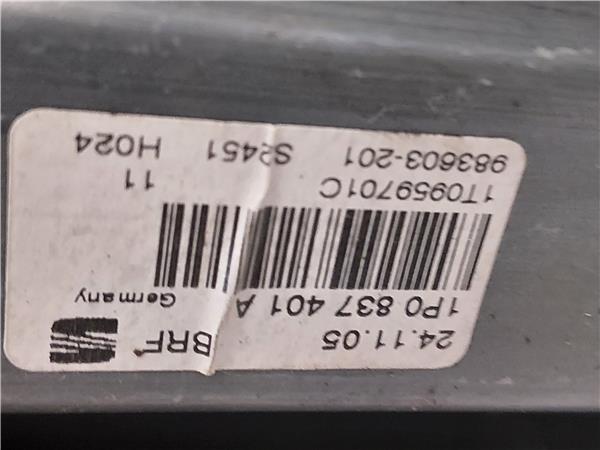 24.11.05 BRF
1P0 837 401 A Germany
1T0959701C 11
983603-201 S2451 H024